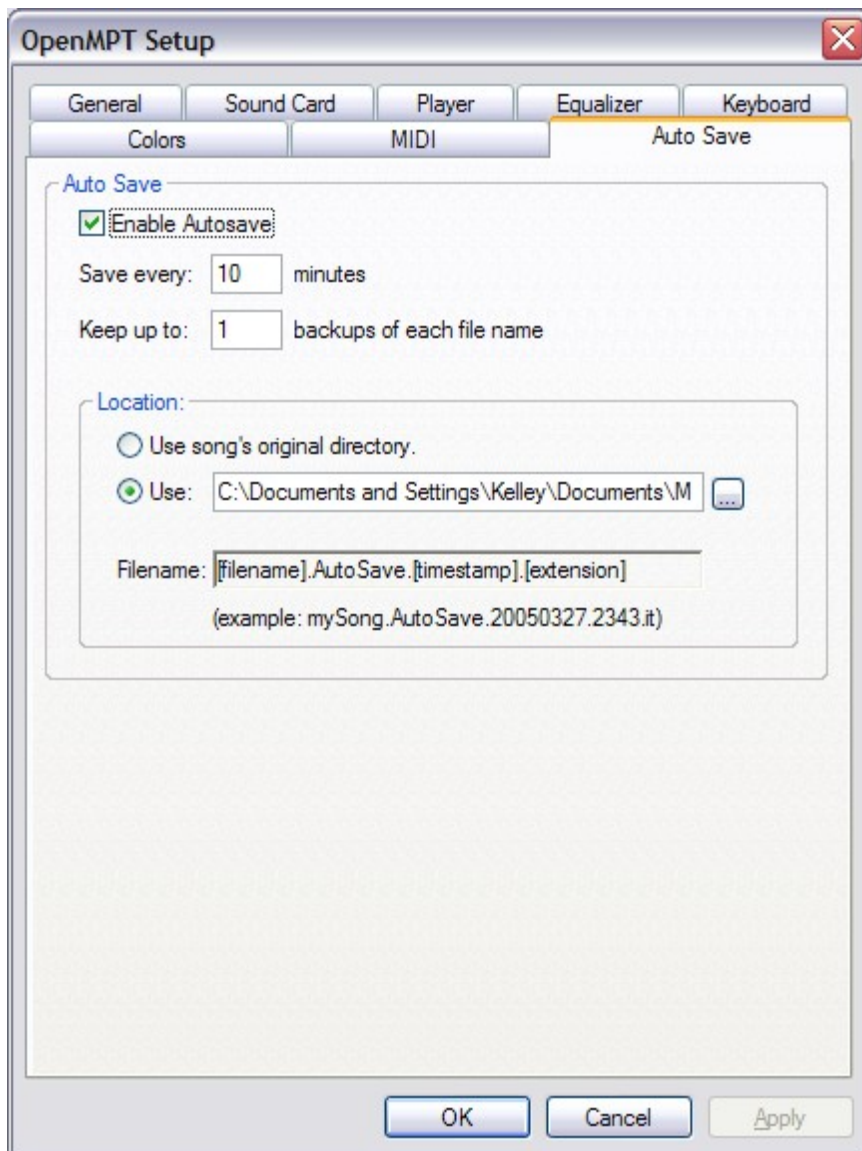 OpenMPT Setup
General Sound Card Player Equalizer Keyboard
Colors MIDI Auto Save
Auto Save
Enable Autosave
Save every: 10 minutes
Keep up to: 1 backups of each file name
Location:
Use song's original directory.
Use: C:\Documents and Settings\Kelley\Documents\M ...
Filename: [filename].AutoSave.[timestamp].[extension]
(example: mySong.AutoSave.20050327.2343.it)
OK Cancel Apply